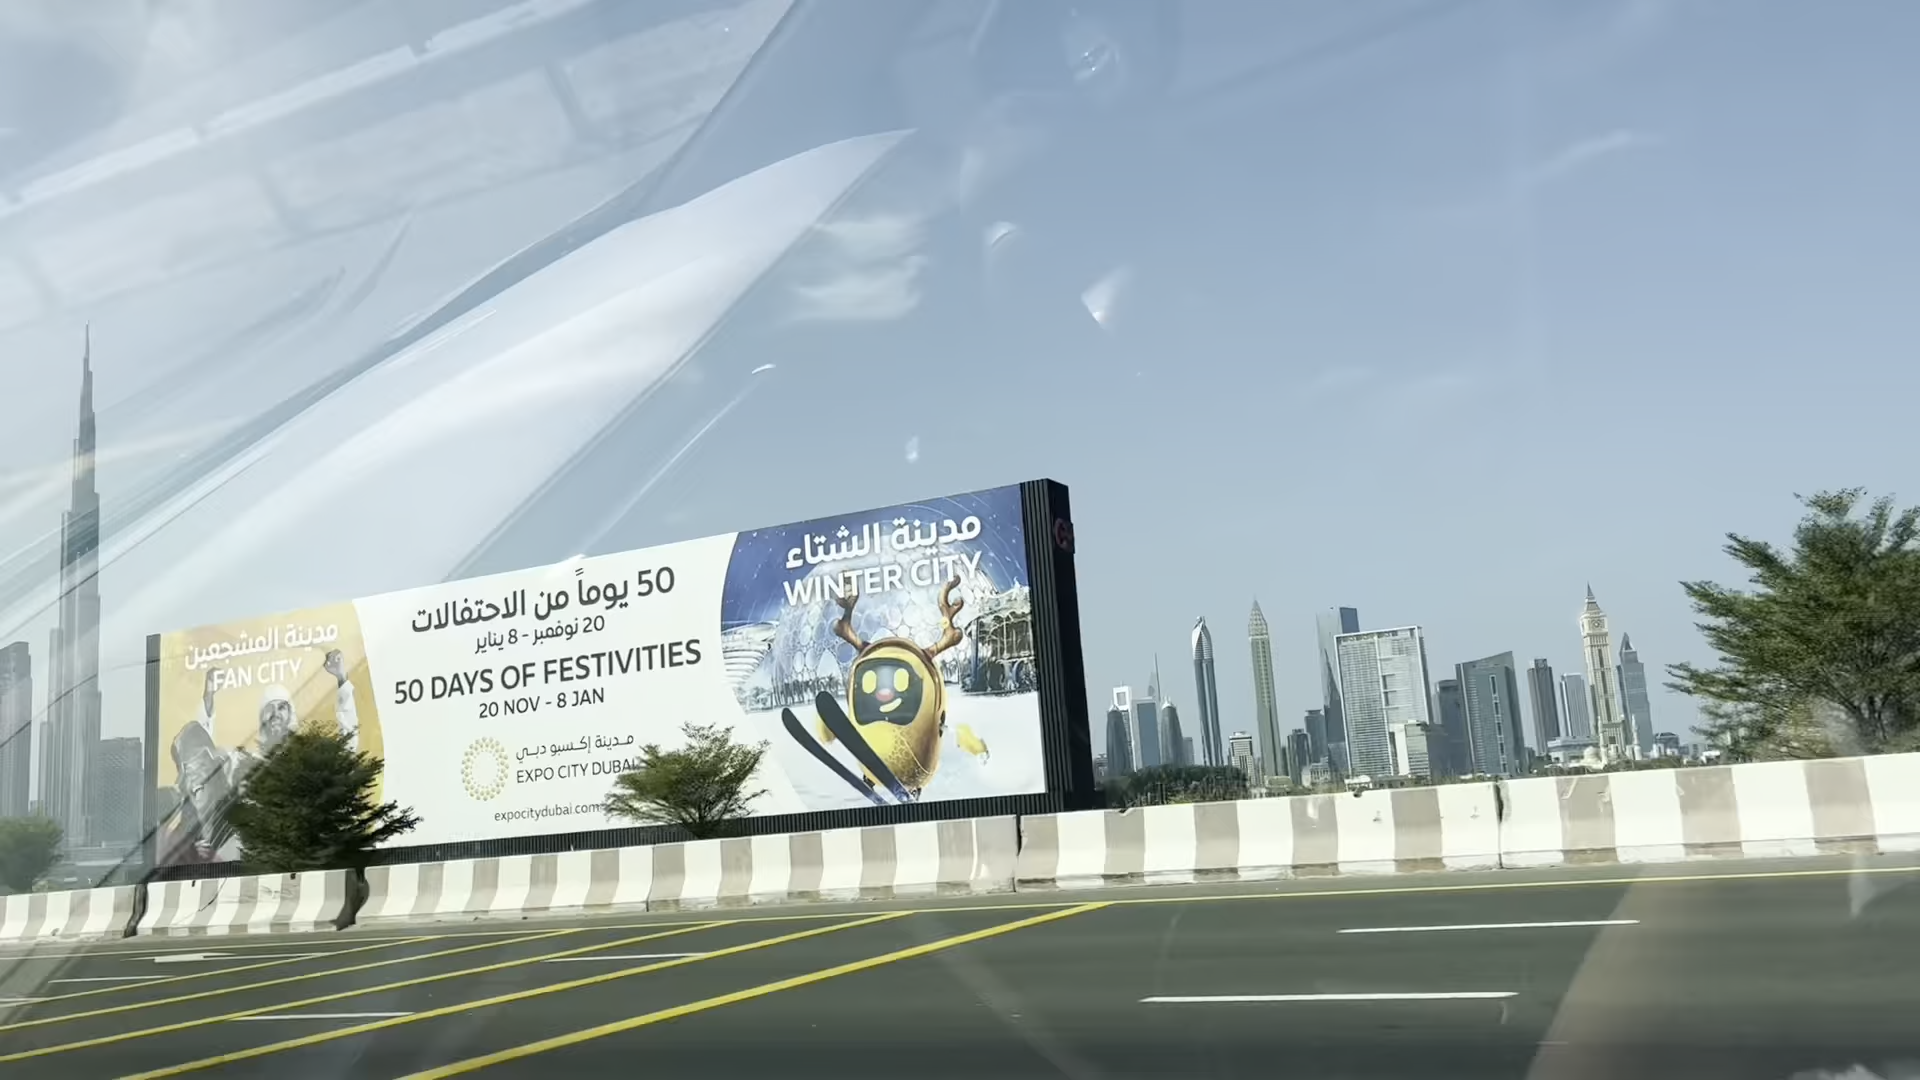 مدينة المشجعين
FAN CITY
50 يوماً من الاحتفالات
20 نوفمبر - 8 يناير
50 DAYS OF FESTIVITIES
20 NOV - 8 JAN
مدينة إكسبو دبي
EXPO CITY DUBAI
expocitydubai.com
مدينة الشتاء
WINTER CITY